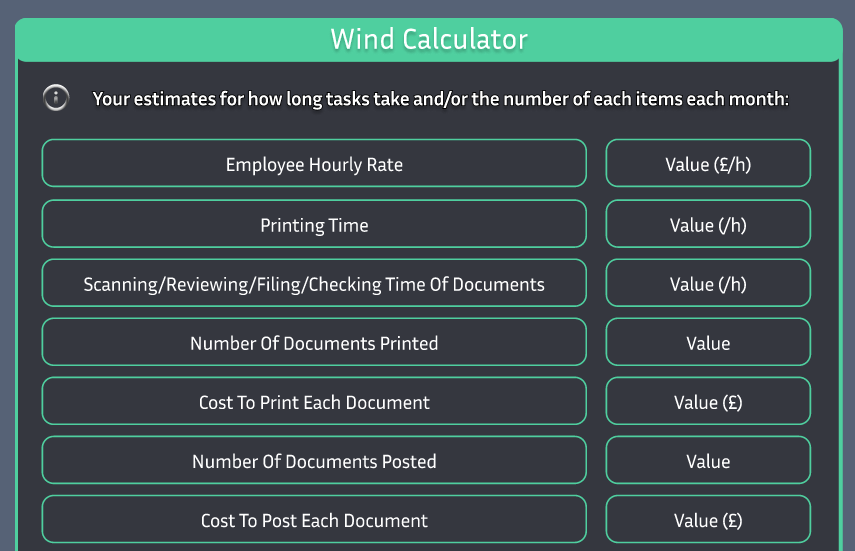 Wind Calculator
Your estimates for how long tasks take and/or the number of each items each month:
Employee Hourly Rate
Value (£/h)
Printing Time
Value (/h)
Scanning/Reviewing/Filing/Checking Time Of Documents
Value (/h)
Number Of Documents Printed
Value
Cost To Print Each Document
Value (£)
Number Of Documents Posted
Value
Cost To Post Each Document
Value (£)